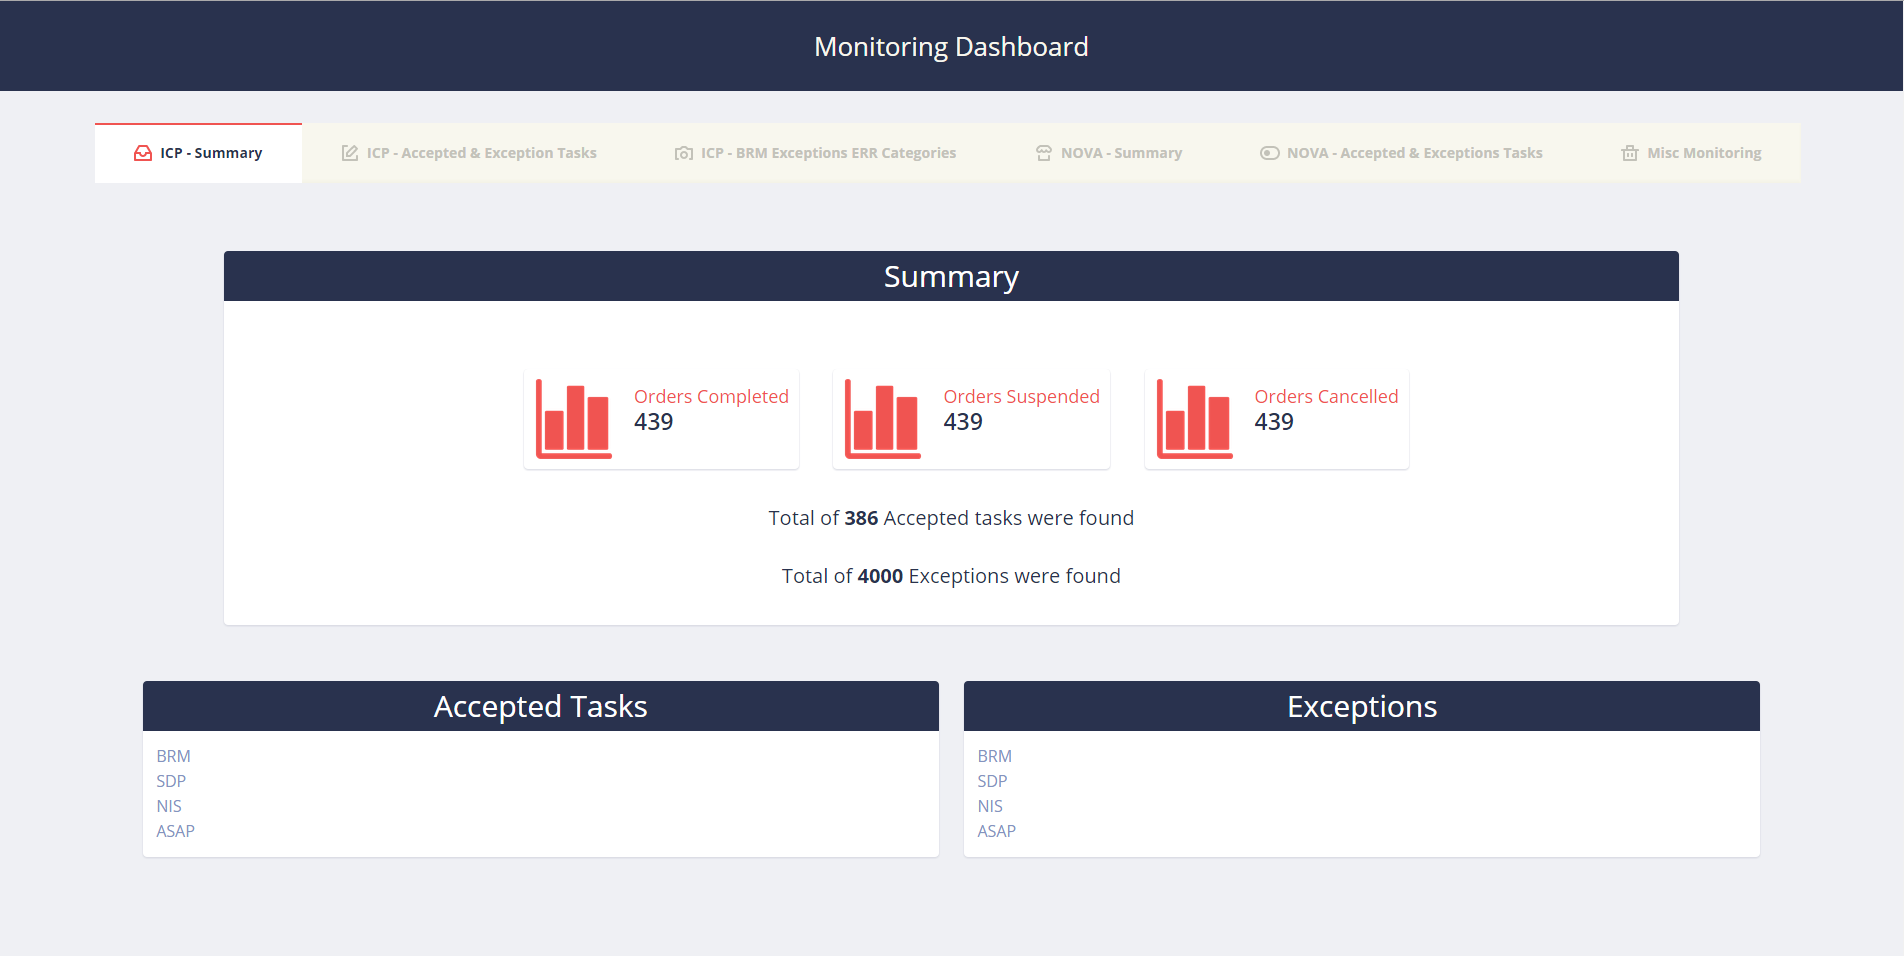 Monitoring Dashboard
ICP - Summary
ICP - Accepted & Exception Tasks
ICP - BRM Exceptions ERR Categories
NOVA - Summary
NOVA - Accepted & Exceptions Tasks
Misc Monitoring
Summary
Orders Completed
439
Orders Suspended
439
Orders Cancelled
439
Total of 386 Accepted tasks were found
Total of 4000 Exceptions were found
Accepted Tasks
BRM
SDP
NIS
ASAP
Exceptions
BRM
SDP
NIS
ASAP